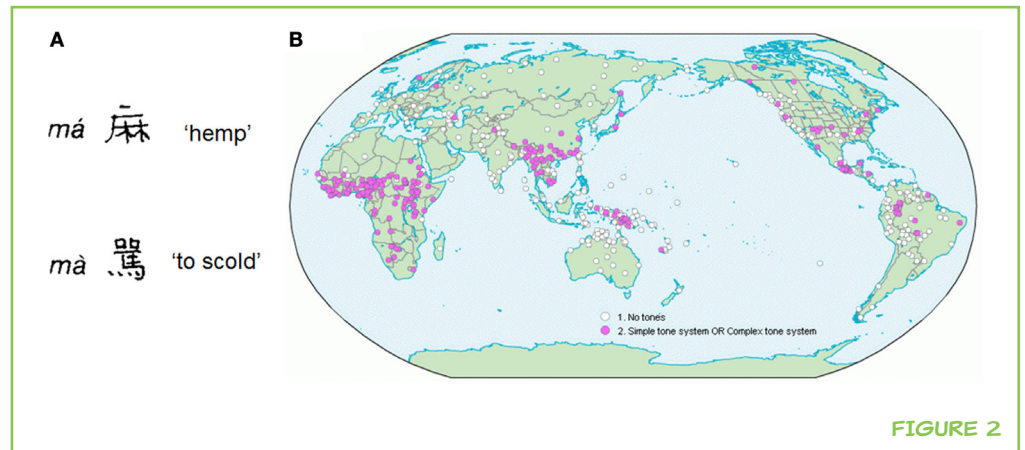 A
B
má 麻 'hemp'
mà 罵 'to scold'
1. No tones
2. Simple tone system OR Complex tone system
FIGURE 2